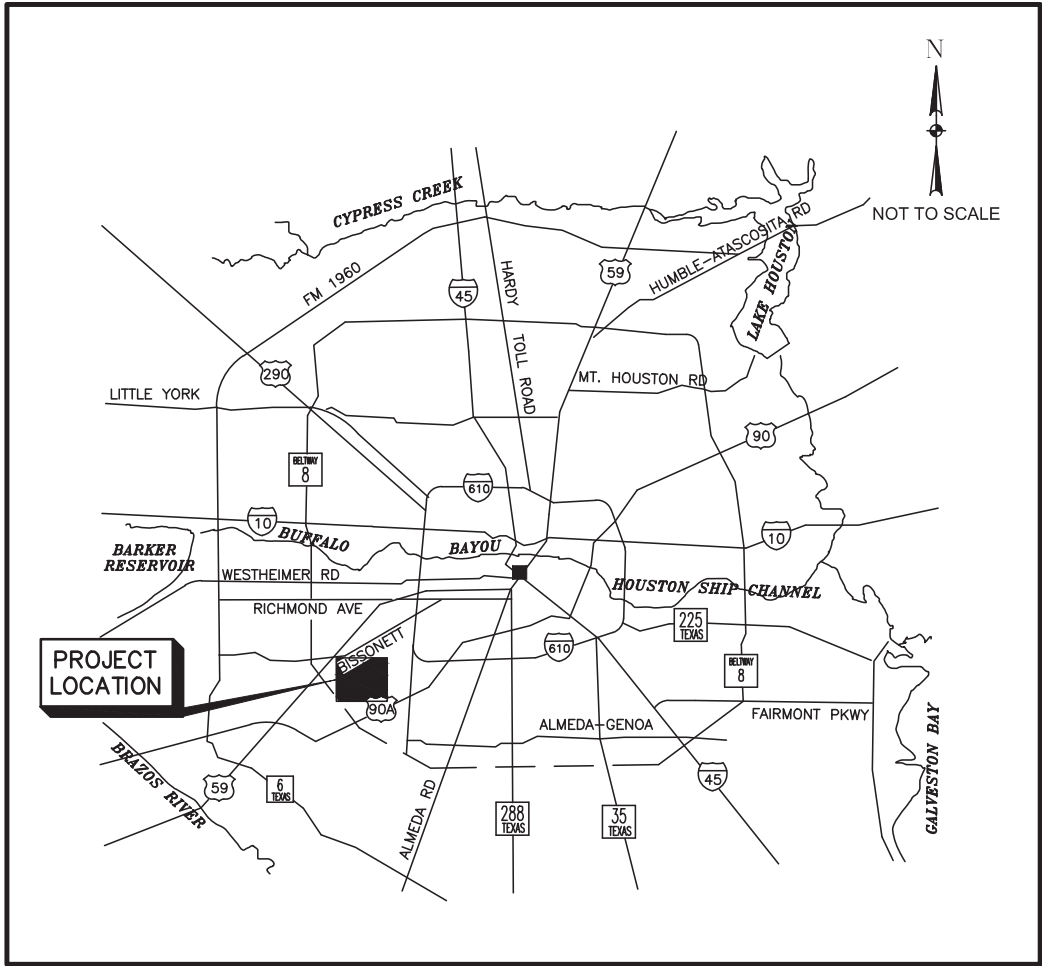 N
NOT TO SCALE
CYPRESS CREEK
HUMBLE-ATASCOSITA RD
59
HARDY
FM 1960
45
LAKE HOUSTON
TOLL ROAD
290
MT. HOUSTON RD
LITTLE YORK
90
BELTWAY
8
610
10
10
BUFFALO
BAYOU
BARKER
RESERVOIR
WESTHEIMER RD
HOUSTON SHIP CHANNEL
RICHMOND AVE
225
TEXAS
BISSONETT
610
PROJECT
LOCATION
BELTWAY
8
90A
FAIRMONT PKWY
ALMEDA-GENOA
GALVESTON BAY
BRAZOS RIVER
59
6
TEXAS
45
ALMEDA RD
288
TEXAS
35
TEXAS